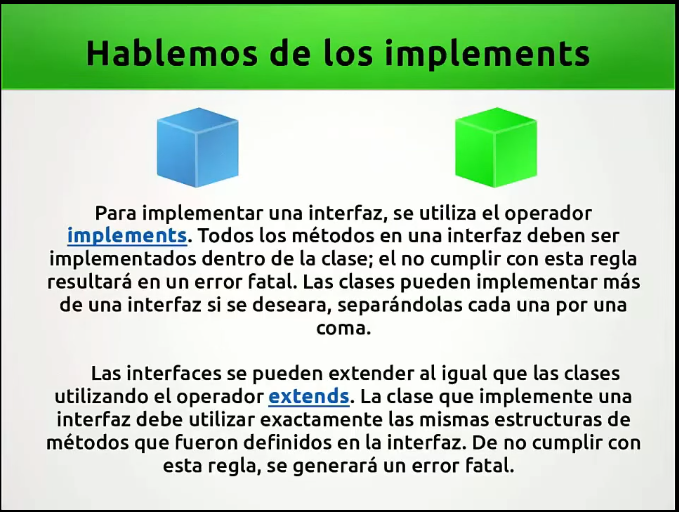 Hablemos de los implements
Para implementar una interfaz, se utiliza el operador
implements. Todos los métodos en una interfaz deben ser
implementados dentro de la clase; el no cumplir con esta regla
resultará en un error fatal. Las clases pueden implementar más
de una interfaz si se deseara, separándolas cada una por una
coma.
Las interfaces se pueden extender al igual que las clases
utilizando el operador extends. La clase que implemente una
interfaz debe utilizar exactamente las mismas estructuras de
métodos que fueron definidos en la interfaz. De no cumplir con
esta regla, se generará un error fatal.